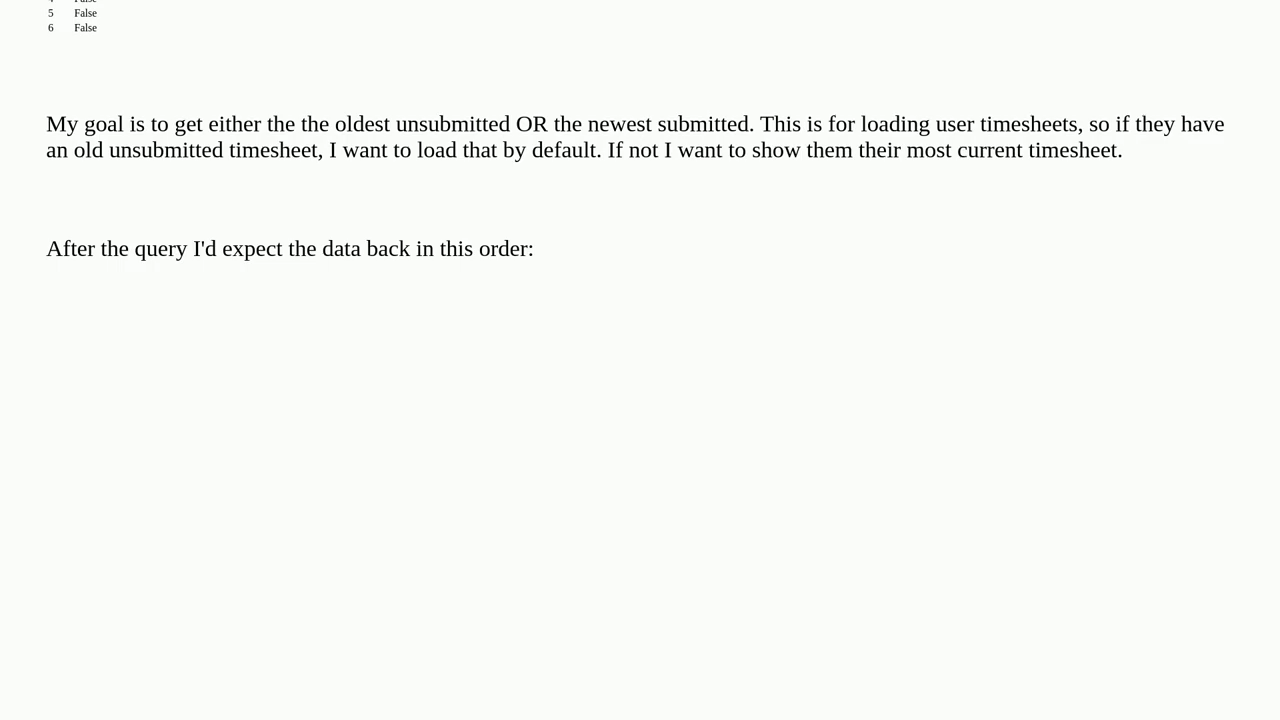 5 False
6 False
My goal is to get either the the oldest unsubmitted OR the newest submitted. This is for loading user timesheets, so if they have
an old unsubmitted timesheet, I want to load that by default. If not I want to show them their most current timesheet.
After the query I'd expect the data back in this order: